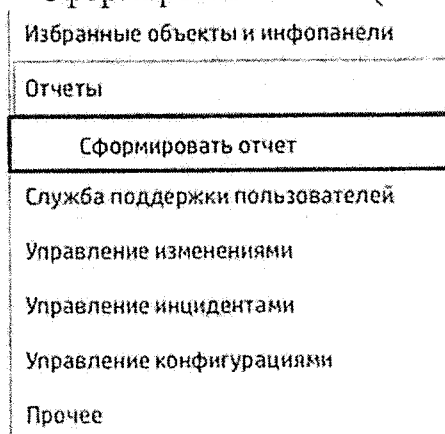 Избранные объекты и инфопанели
Отчеты
Сформировать отчет
Служба поддержки пользователей
Управление изменениями
Управление инцидентами
Управление конфигурациями
Прочее